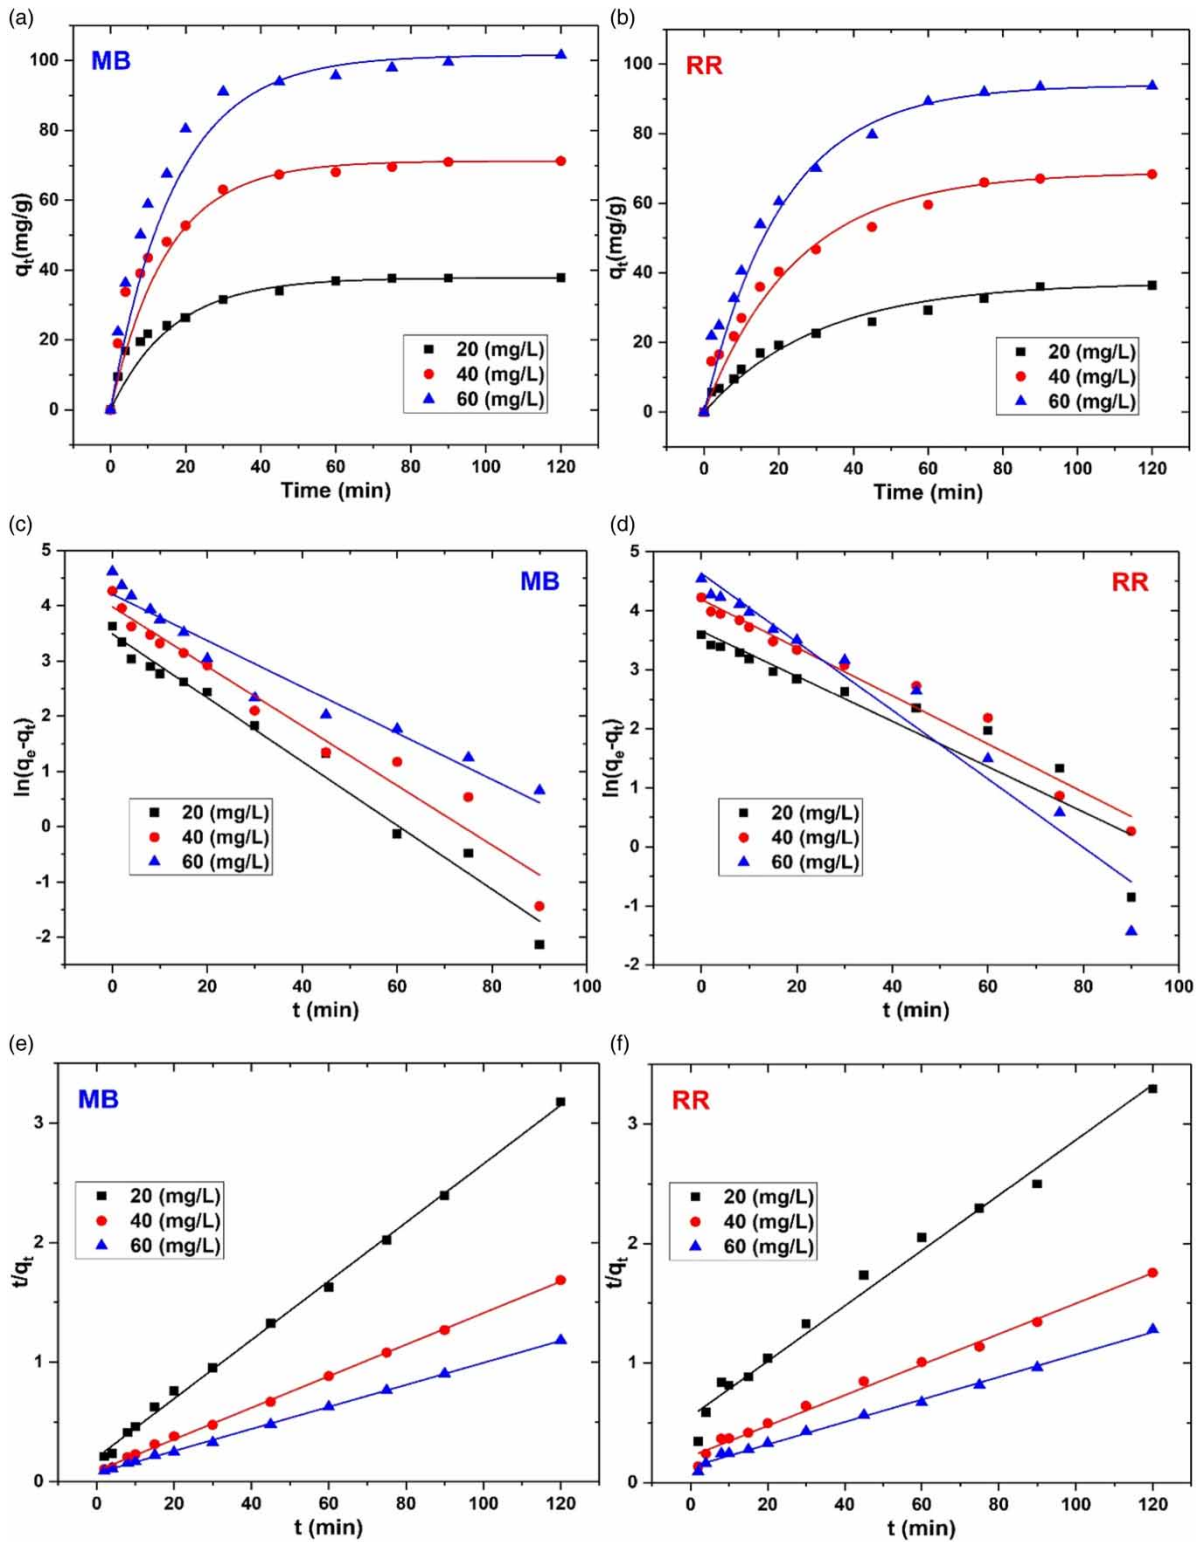 (a)
MB
100
80
60
40
20
0
qt(mg/g)
20 (mg/L)
40 (mg/L)
60 (mg/L)
0 20 40 60 80 100 120
Time (min)
(b)
RR
100
80
60
40
20
0
qt(mg/g)
20 (mg/L)
40 (mg/L)
60 (mg/L)
0 20 40 60 80 100 120
Time (min)
(c)
MB
5
4
3
2
1
0
-1
-2
ln(qe-qt)
20 (mg/L)
40 (mg/L)
60 (mg/L)
0 20 40 60 80 100
t (min)
(d)
RR
5
4
3
2
1
0
-1
-2
ln(qe-qt)
20 (mg/L)
40 (mg/L)
60 (mg/L)
0 20 40 60 80 100
t (min)
(e)
MB
3
2
1
0
t/qt
20 (mg/L)
40 (mg/L)
60 (mg/L)
0 20 40 60 80 100 120
t (min)
(f)
RR
3
2
1
0
t/qt
20 (mg/L)
40 (mg/L)
60 (mg/L)
0 20 40 60 80 100 120
t (min)